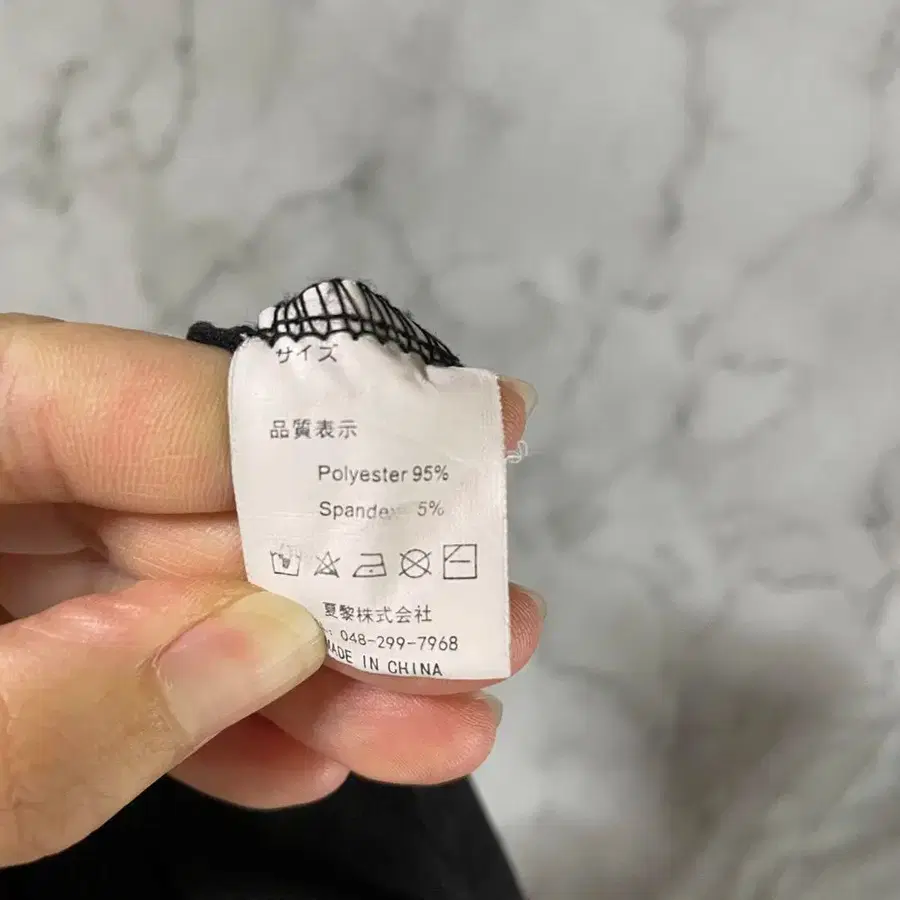 サイズ
品質表示
Polyester 95%
Spandex 5%
夏黎株式会社
: 048-299-7968
MADE IN CHINA